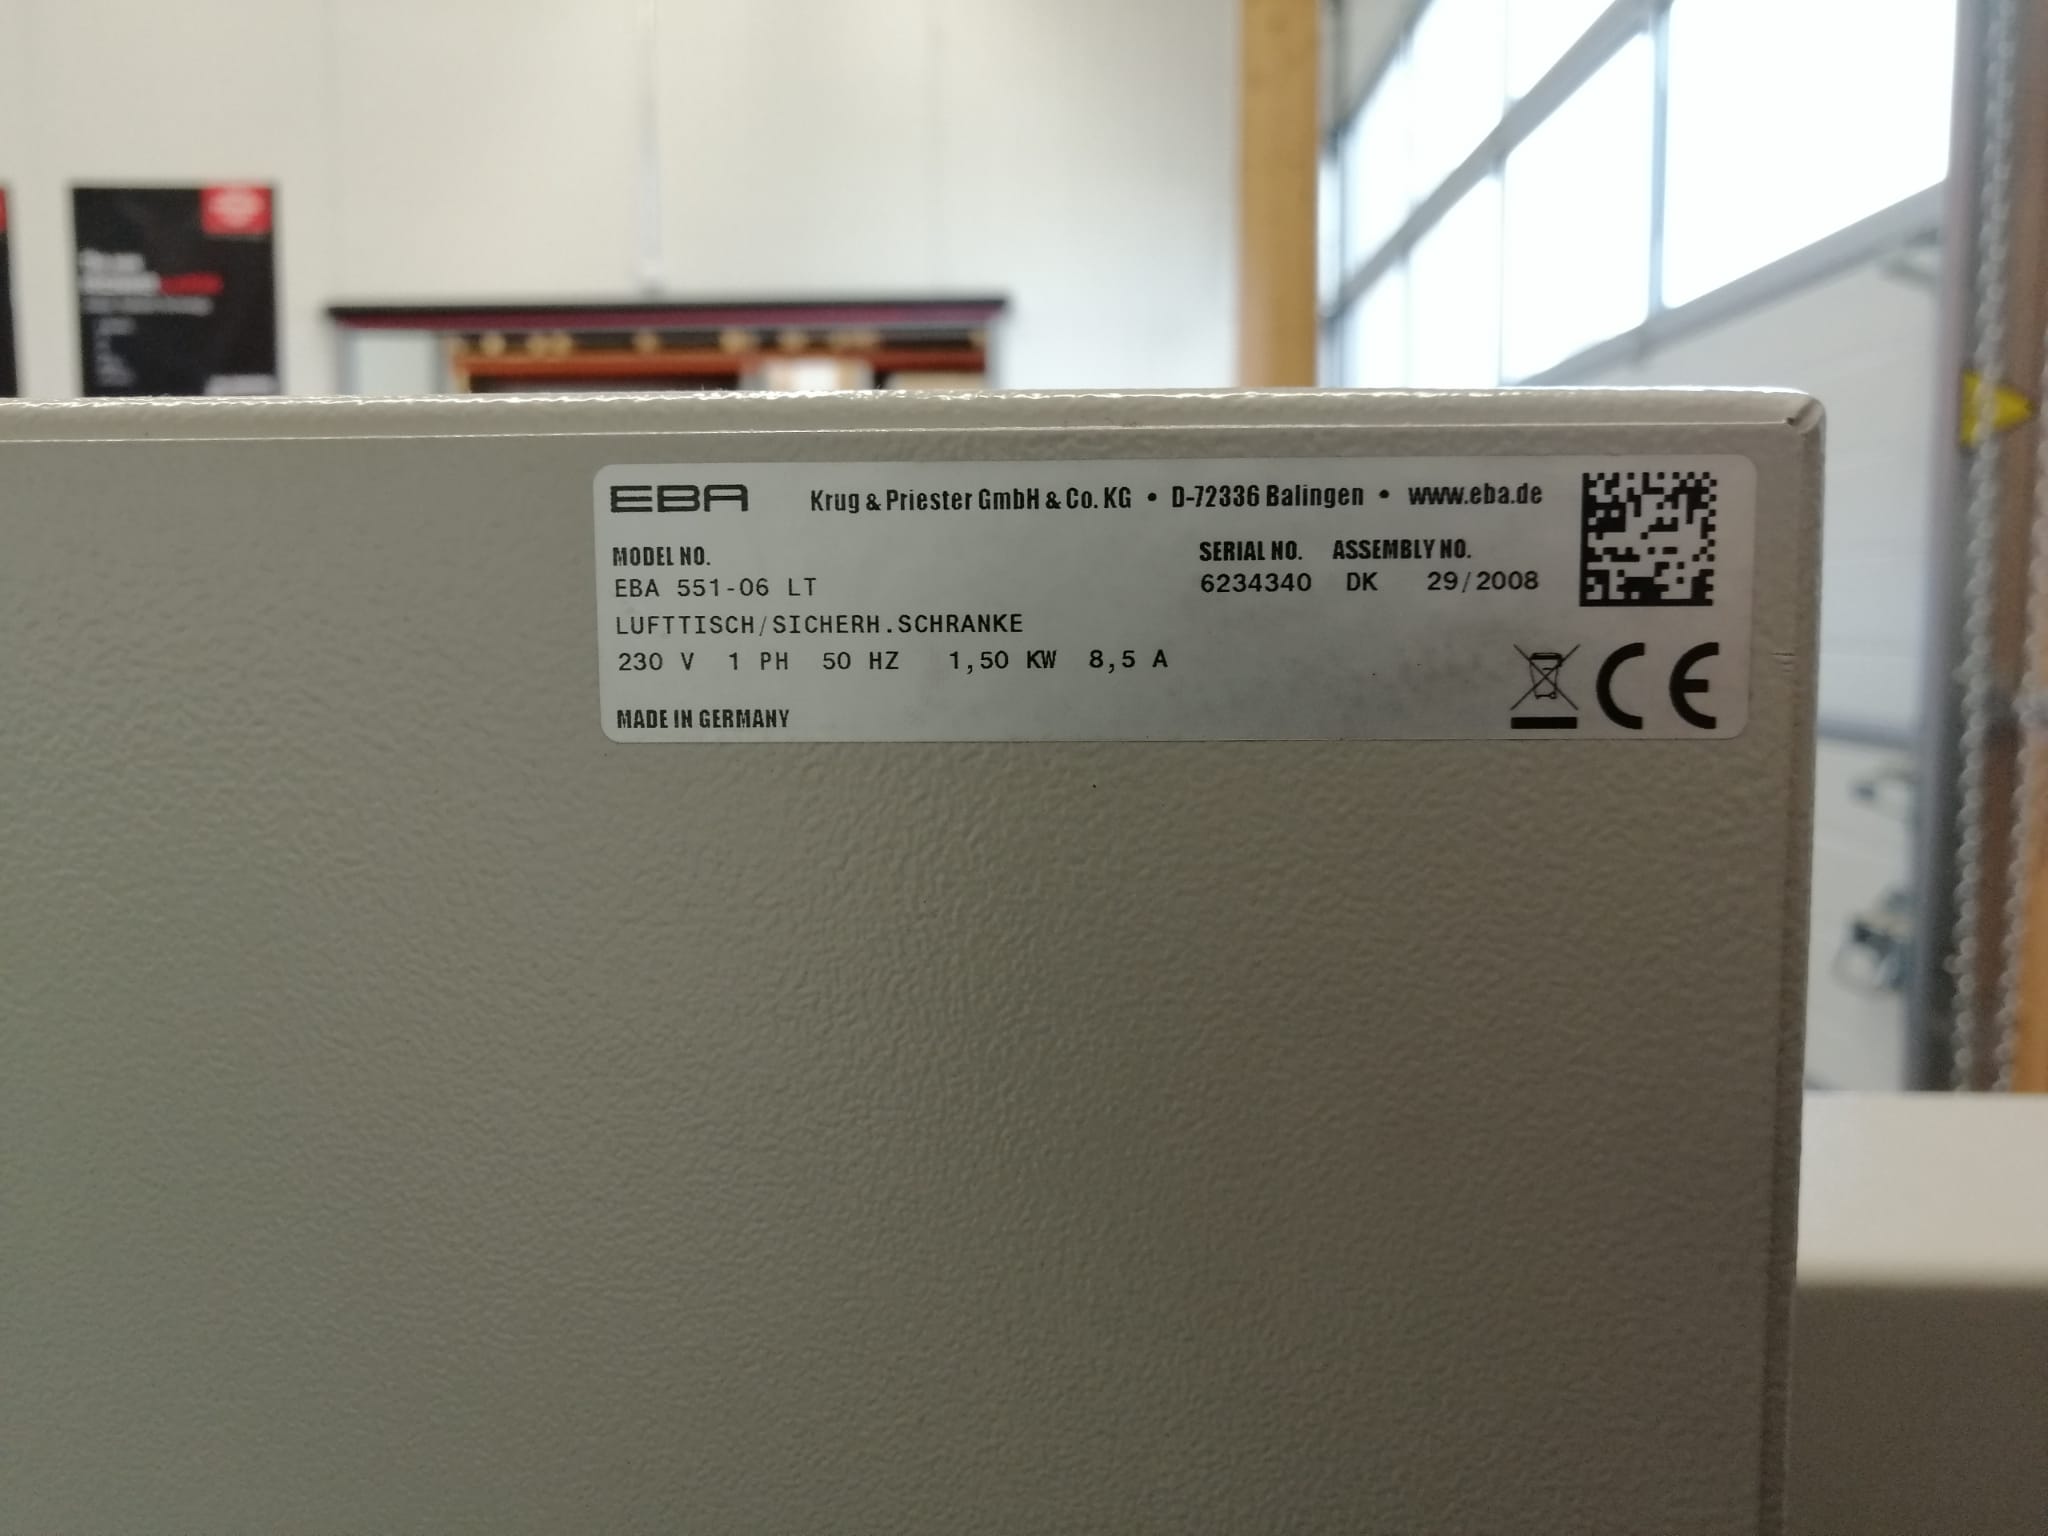 EBA Krug & Priester GmbH & Co. KG • D-72336 Balingen • www.eba.de
MODEL NO. SERIAL NO. ASSEMBLY NO.
EBA 551-06 LT 6234340 DK 29/2008
LUFTTISCH/SICHERH.SCHRANKE
230 V 1 PH 50 HZ 1,50 KW 8,5 A
MADE IN GERMANY CE